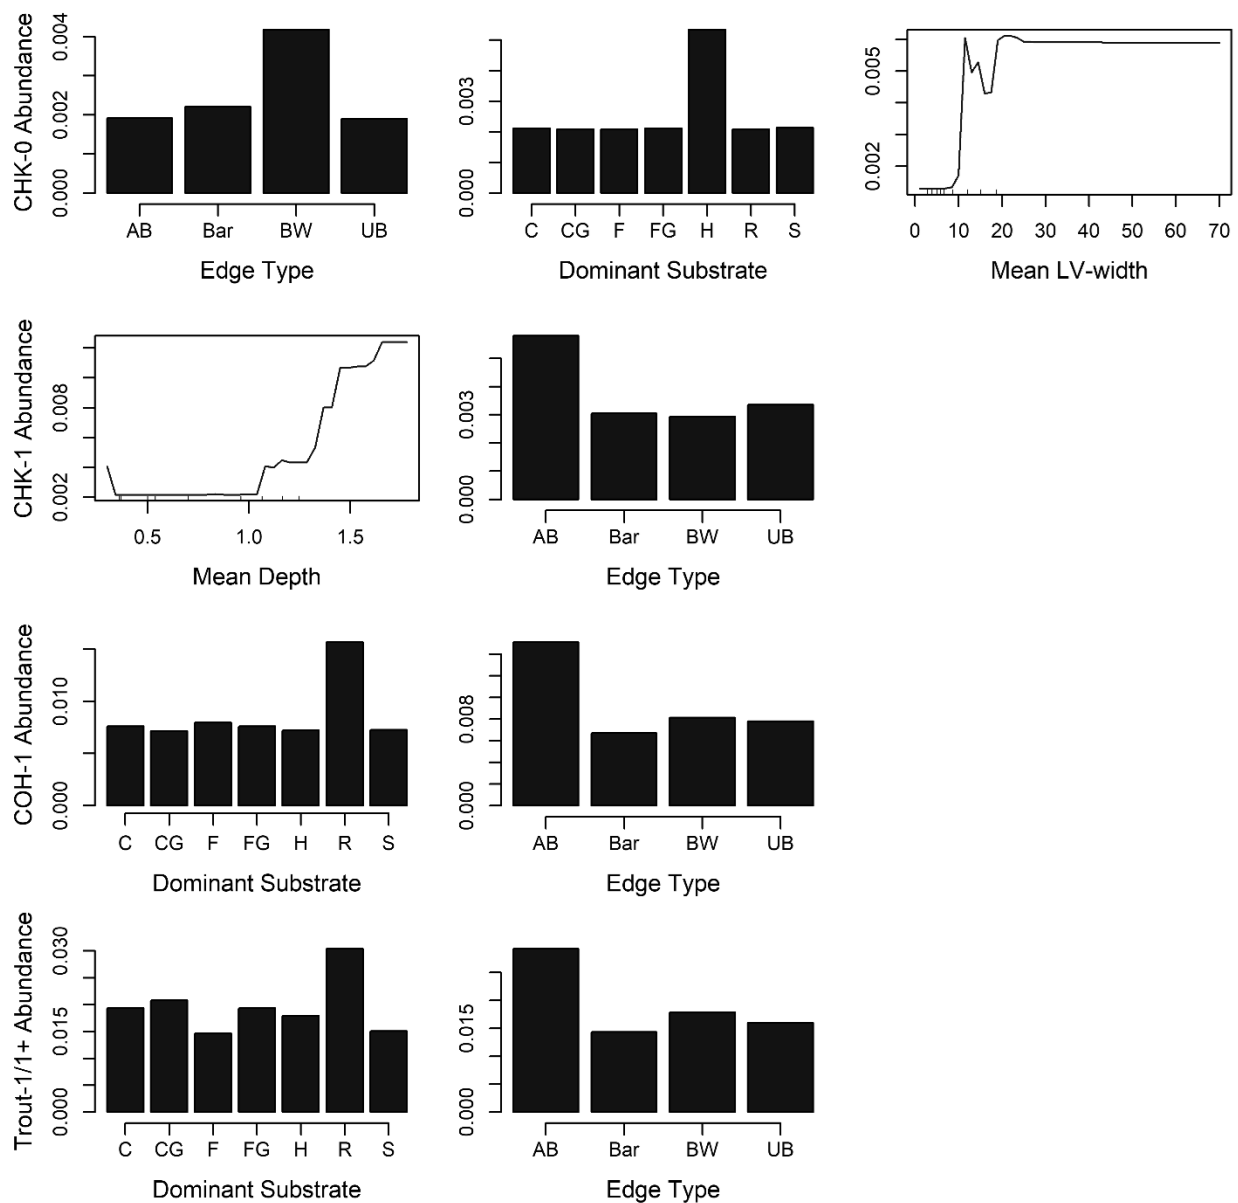 CHK-0 Abundance
0.000 0.002 0.004
AB Bar BW UB
Edge Type
0.000 0.003
C CG F FG H R S
Dominant Substrate
0.002 0.005
0 10 20 30 40 50 60 70
Mean LV-width
CHK-1 Abundance
0.002 0.008
0.5 1.0 1.5
Mean Depth
0.000 0.003
AB Bar BW UB
Edge Type
COH-1 Abundance
0.000 0.010
C CG F FG H R S
Dominant Substrate
0.000 0.008
AB Bar BW UB
Edge Type
Trout-1/1+ Abundance
0.000 0.015 0.030
C CG F FG H R S
Dominant Substrate
0.000 0.015
AB Bar BW UB
Edge Type